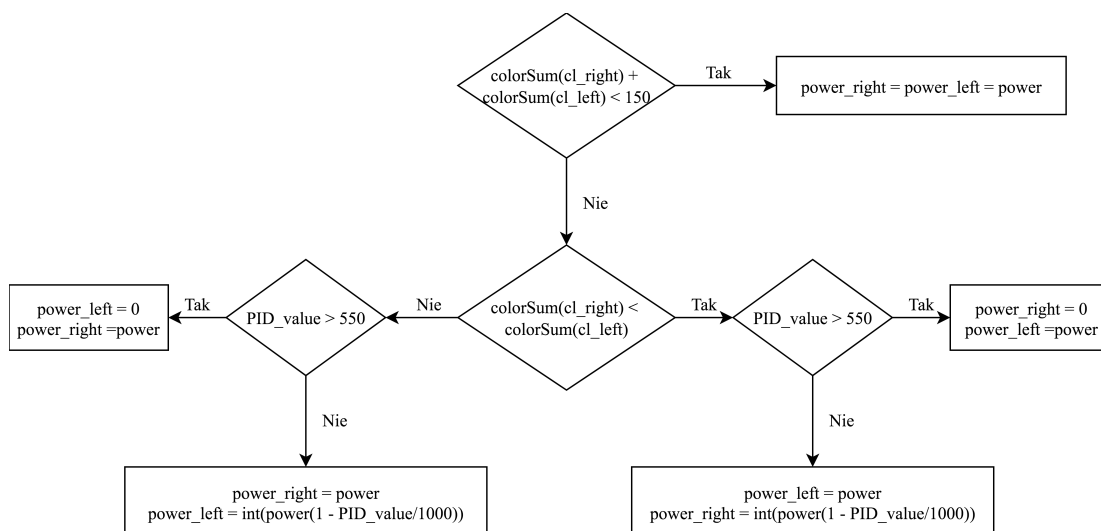 colorSum(cl_right) +
colorSum(cl_left) < 150
Tak
power_right = power_left = power
Nie
power_left = 0
power_right =power
Tak
PID_value > 550
Nie
colorSum(cl_right) <
colorSum(cl_left)
Tak
PID_value > 550
Tak
power_right = 0
power_left =power
Nie
Nie
power_right = power
power_left = int(power(1 - PID_value/1000))
power_left = power
power_right = int(power(1 - PID_value/1000))